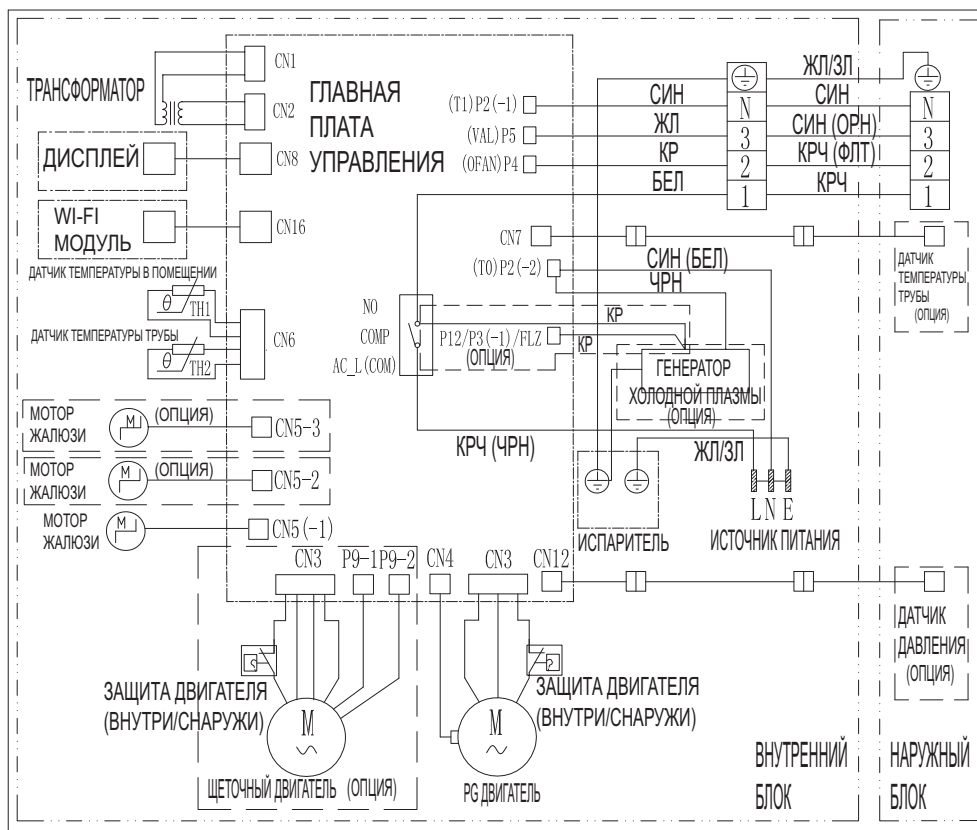 ТРАНСФОРМАТОР
CN1
CN2
ГЛАВНАЯ
ПЛАТА
УПРАВЛЕНИЯ
ДИСПЛЕЙ
CN8
WI-FI
МОДУЛЬ
CN16
ДАТЧИК ТЕМПЕРАТУРЫ В ПОМЕЩЕНИИ
θ
TH1
ДАТЧИК ТЕМПЕРАТУРЫ ТРУБЫ
θ
TH2
CN6
(T1)P2(-1)
(VAL)P5
(OFAN)P4
СИН
ЖЛ
КР
БЕЛ
N
3
2
1
ЖЛ/ЗЛ
СИН
СИН (ОРН)
КРЧ (ФЛТ)
КРЧ
N
3
2
1
CN7
(T0)P2(-2)
СИН (БЕЛ)
ЧРН
ДАТЧИК
ТЕМПЕРАТУРЫ
ТРУБЫ
(ОПЦИЯ)
NO
COMP
AC_L(COM)
КР
P12/P3(-1)/FLZ
(ОПЦИЯ)
КР
ГЕНЕРАТОР
ХОЛОДНОЙ ПЛАЗМЫ
(ОПЦИЯ)
МОТОР
ЖАЛЮЗИ
(ОПЦИЯ)
M
CN5-3
МОТОР
ЖАЛЮЗИ
(ОПЦИЯ)
M
CN5-2
МОТОР
ЖАЛЮЗИ
M
CN5(-1)
КРЧ (ЧРН)
ЖЛ/ЗЛ
ИСПАРИТЕЛЬ
L N E
ИСТОЧНИК ПИТАНИЯ
CN3
P9-1
P9-2
CN4
CN3
CN12
ЗАЩИТА ДВИГАТЕЛЯ
(ВНУТРИ/СНАРУЖИ)
M
ЩЕТОЧНЫЙ ДВИГАТЕЛЬ (ОПЦИЯ)
ЗАЩИТА ДВИГАТЕЛЯ
(ВНУТРИ/СНАРУЖИ)
M
PG ДВИГАТЕЛЬ
ДАТЧИК
ДАВЛЕНИЯ
(ОПЦИЯ)
ВНУТРЕННИЙ
БЛОК
НАРУЖНЫЙ
БЛОК